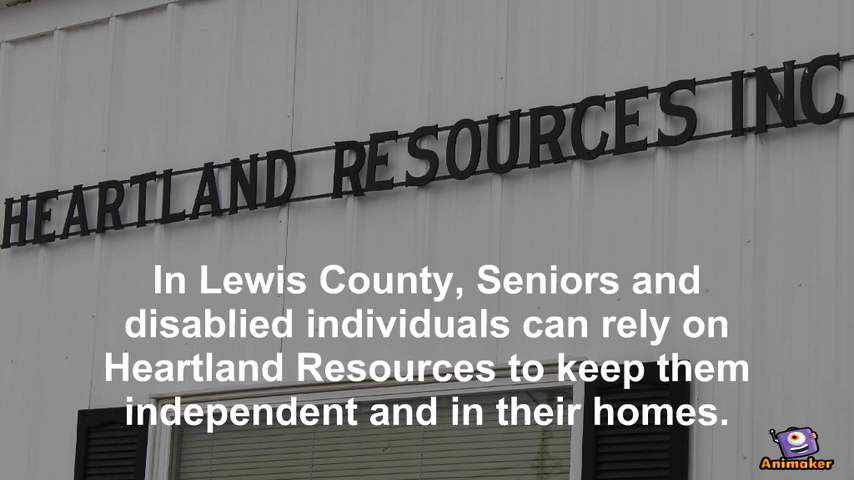 HEARTLAND RESOURCES INC
In Lewis County, Seniors and
disablied individuals can rely on
Heartland Resources to keep them
independent and in their homes.
Animaker